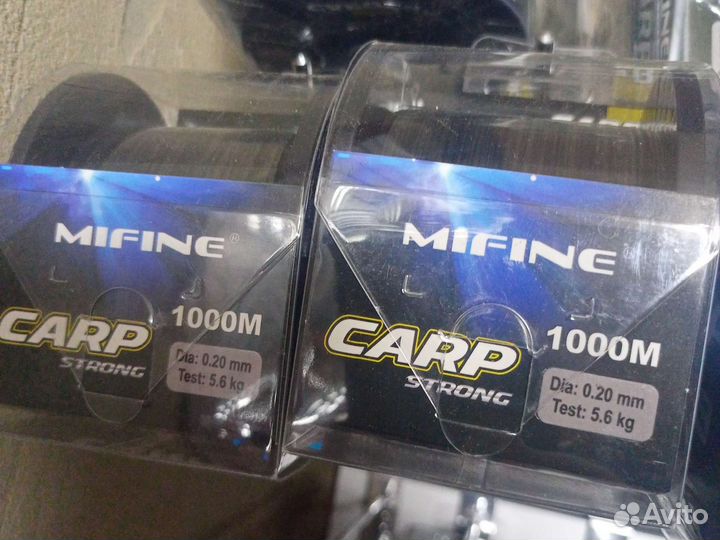 MIFINE®
CARP
STRONG
1000M
Dia: 0.20 mm
Test: 5.6 kg
MIFINE
CARP
STRONG
1000M
Dia: 0.20 mm
Test: 5.6 kg
Avito